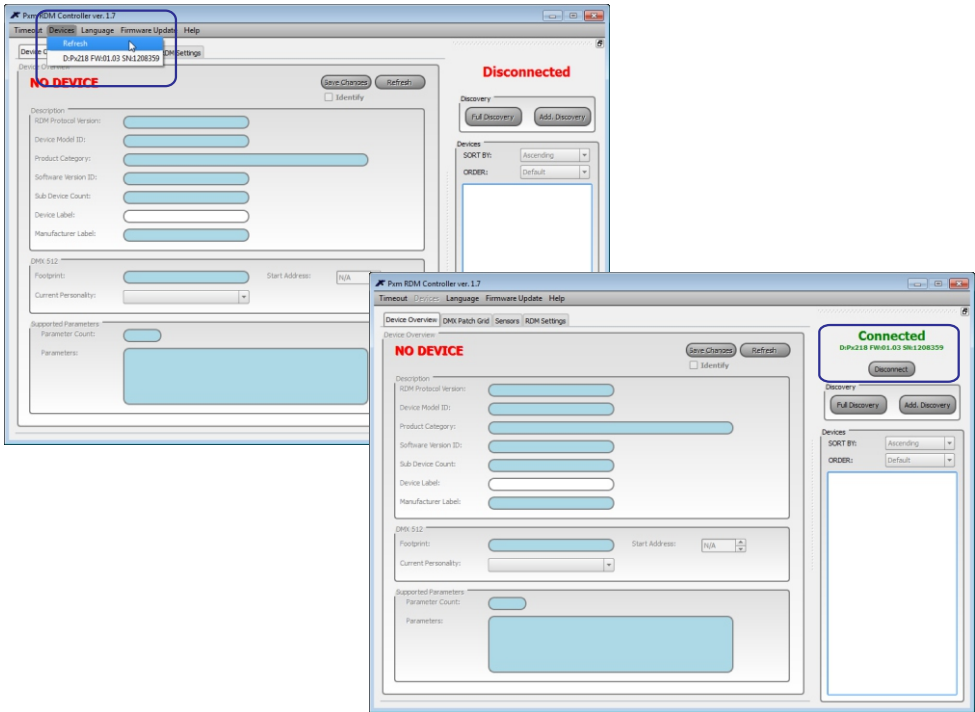 Pxm RDM Controller ver. 1.7
Timeout Devices Language Firmware Update Help
Refresh
D:Px218 FW:01.03 SN:1208359
RDM Settings
Device Overview
NO DEVICE
Save Changes Refresh
Identify
Description
RDM Protocol Version:
Device Model ID:
Product Category:
Software Version ID:
Sub Device Count:
Device Label:
Manufacturer Label:
DMX 512
Footprint: Start Address: N/A
Current Personality:
Supported Parameters
Parameter Count:
Parameters:
Disconnected
Discovery
Full Discovery Add. Discovery
Devices
SORT BY: Ascending
ORDER: Default
Pxm RDM Controller ver. 1.7
Timeout Devices Language Firmware Update Help
Device Overview DMX Patch Grid Sensors RDM Settings
Device Overview
NO DEVICE
Save Changes Refresh
Identify
Description
RDM Protocol Version:
Device Model ID:
Product Category:
Software Version ID:
Sub Device Count:
Device Label:
Manufacturer Label:
DMX 512
Footprint: Start Address: N/A
Current Personality:
Supported Parameters
Parameter Count:
Parameters:
Connected
D:Px218 FW:01.03 SN:1208359
Disconnect
Discovery
Full Discovery Add. Discovery
Devices
SORT BY: Ascending
ORDER: Default